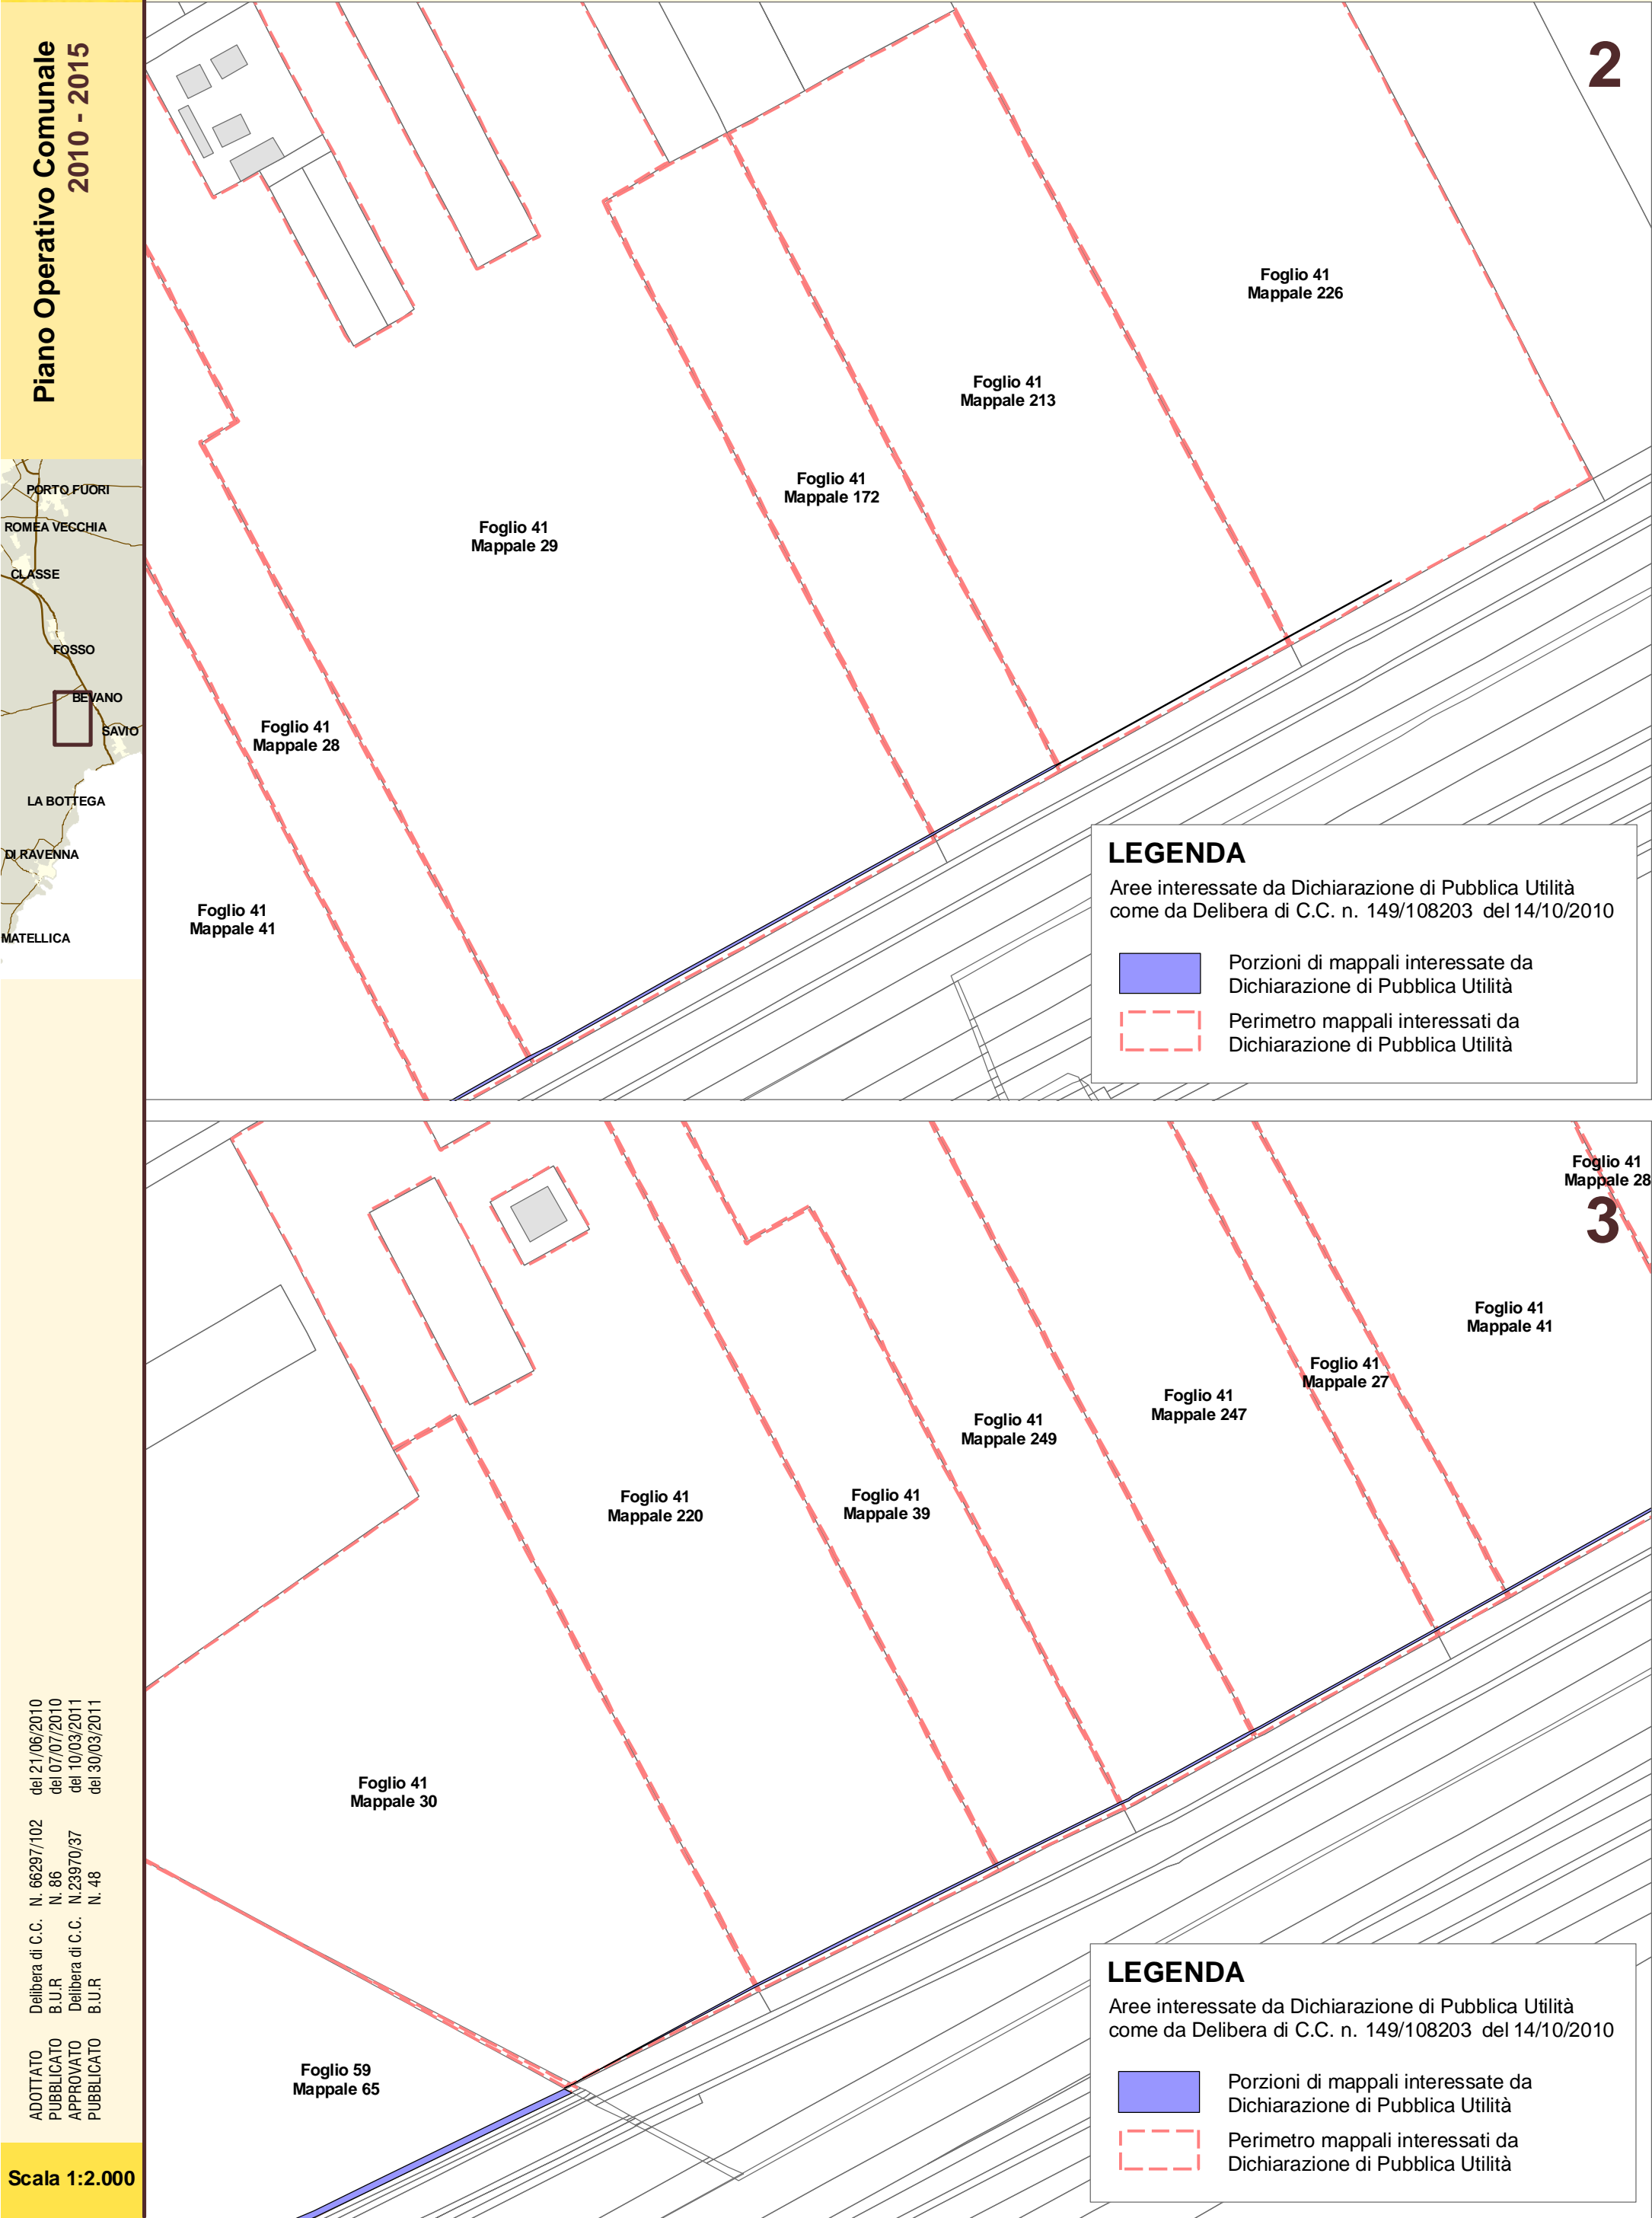 Piano Operativo Comunale
2010 - 2015
PORTO FUORI
ROMEA VECCHIA
CLASSE
FOSSO
BEVANO
SAVIO
LA BOTTEGA
DI RAVENNA
MATELLICA
ADOTTATO Delibera di C.C. N. 66297/102 del 21/06/2010
PUBBLICATO B.U.R N. 86 del 07/07/2010
APPROVATO Delibera di C.C. N.23970/37 del 10/03/2011
PUBBLICATO B.U.R N. 48 del 30/03/2011
Scala 1:2.000
2
Foglio 41
Mappale 226
Foglio 41
Mappale 213
Foglio 41
Mappale 172
Foglio 41
Mappale 29
Foglio 41
Mappale 28
Foglio 41
Mappale 41
LEGENDA
Aree interessate da Dichiarazione di Pubblica Utilità
come da Delibera di C.C. n. 149/108203 del 14/10/2010
Porzioni di mappali interessate da
Dichiarazione di Pubblica Utilità
Perimetro mappali interessati da
Dichiarazione di Pubblica Utilità
Foglio 41
Mappale 28
3
Foglio 41
Mappale 41
Foglio 41
Mappale 27
Foglio 41
Mappale 247
Foglio 41
Mappale 249
Foglio 41
Mappale 39
Foglio 41
Mappale 220
Foglio 41
Mappale 30
Foglio 59
Mappale 65
LEGENDA
Aree interessate da Dichiarazione di Pubblica Utilità
come da Delibera di C.C. n. 149/108203 del 14/10/2010
Porzioni di mappali interessate da
Dichiarazione di Pubblica Utilità
Perimetro mappali interessati da
Dichiarazione di Pubblica Utilità